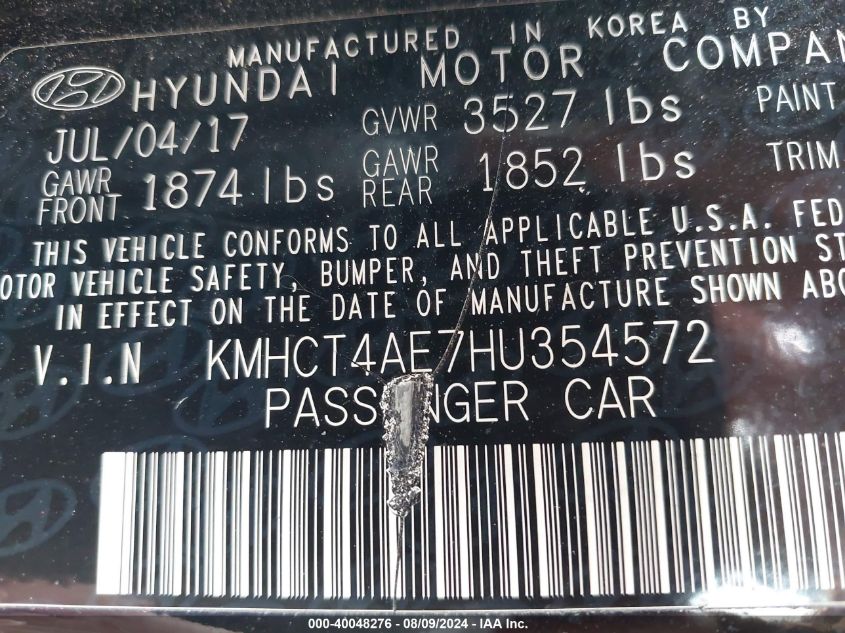 MANUFACTURED IN KOREA BY
HYUNDAI MOTOR COMPAN
JUL/04/17 GVWR 3527 lbs PAINT
GAWR FRONT 1874 lbs GAWR REAR 1852 lbs TRIM
THIS VEHICLE CONFORMS TO ALL APPLICABLE U.S.A. FED
OTOR VEHICLE SAFETY, BUMPER, AND THEFT PREVENTION ST
IN EFFECT ON THE DATE OF MANUFACTURE SHOWN ABO
V.I.N KMHCT4AE7HU354572
PASSENGER CAR
000-40048276 - 08/09/2024 - IAA Inc.